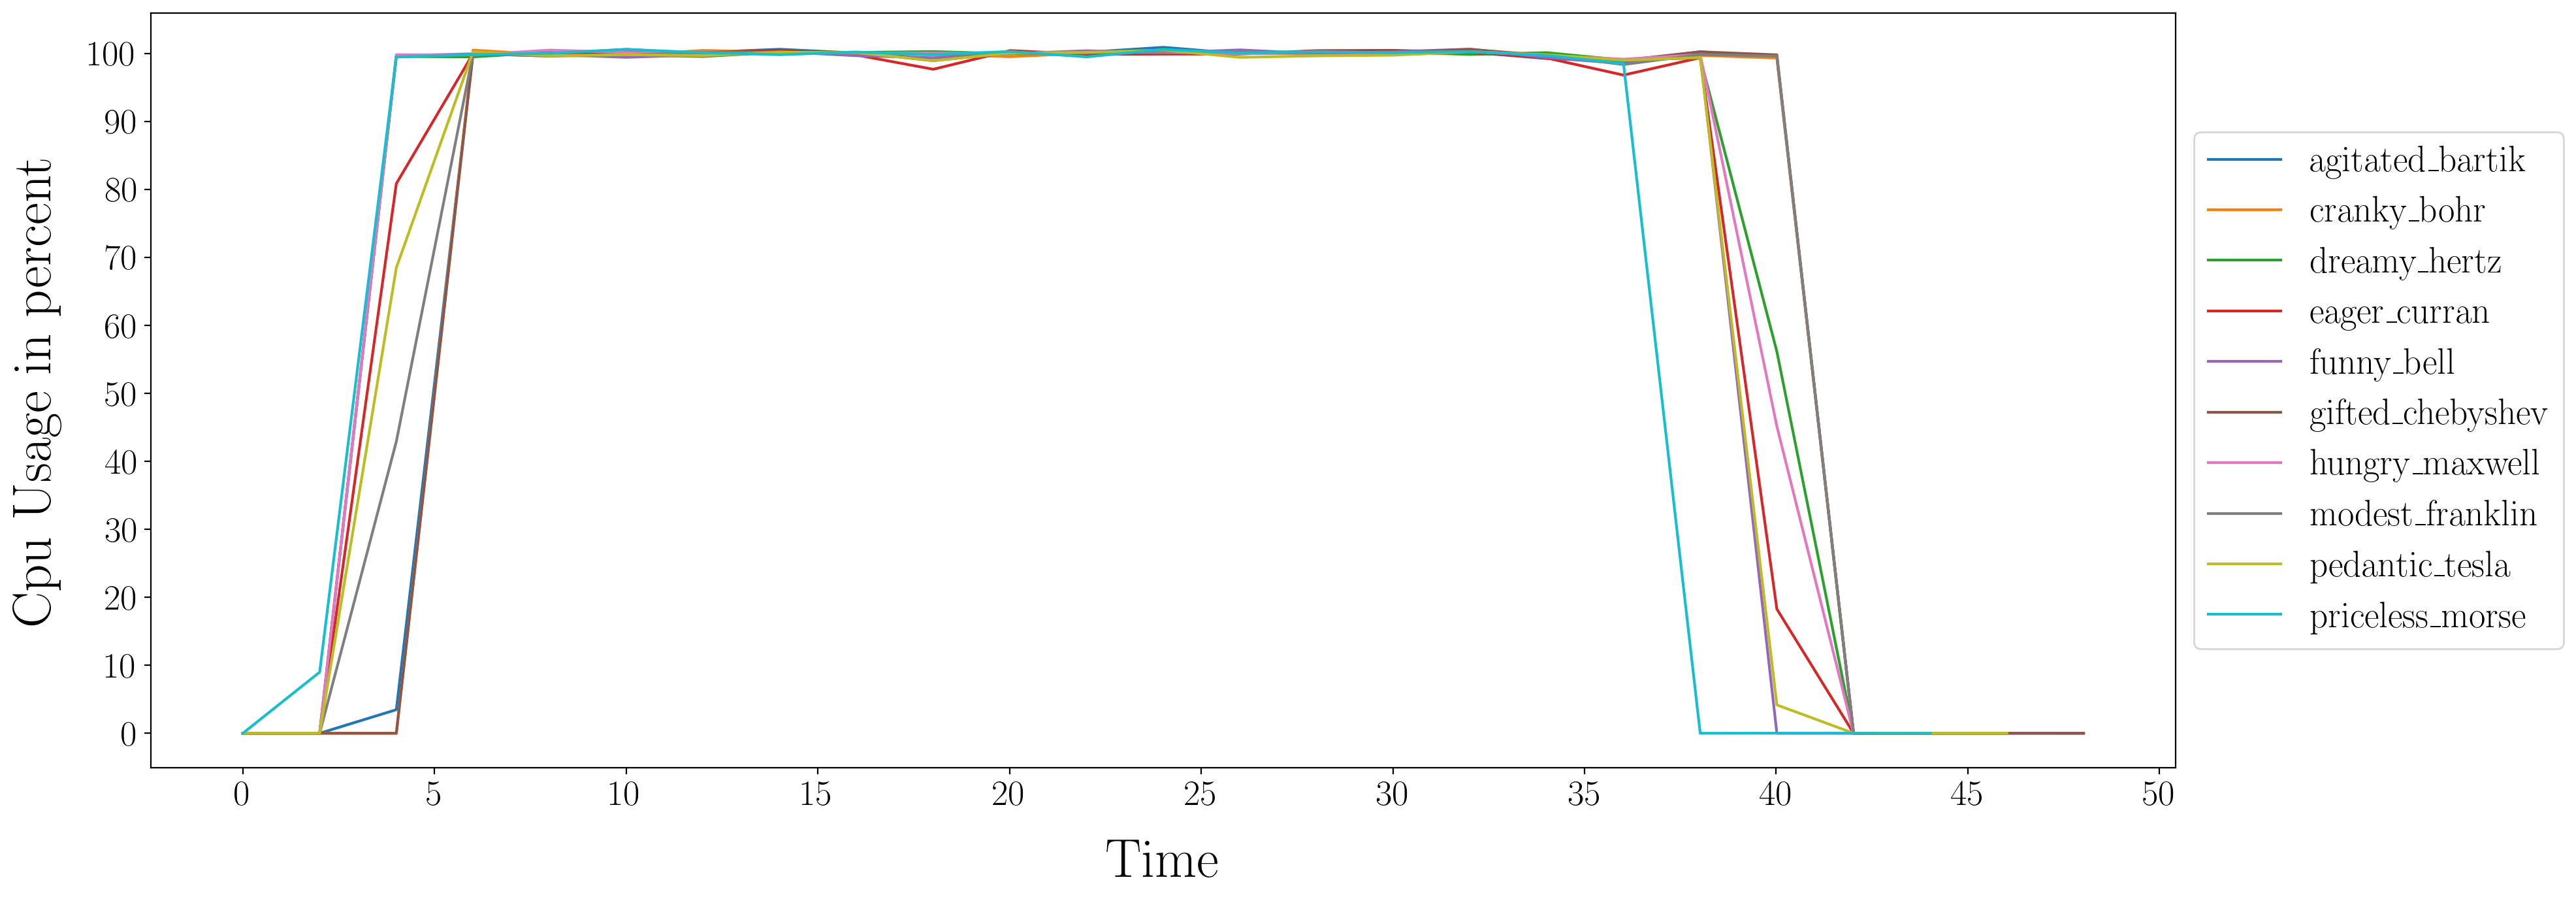 100
90
80
70
60
50
40
30
20
10
0
Cpu Usage in percent
0 5 10 15 20 25 30 35 40 45 50
Time
agitated_bartik
cranky_bohr
dreamy_hertz
eager_curran
funny_bell
gifted_chebyshev
hungry_maxwell
modest_franklin
pedantic_tesla
priceless_morse